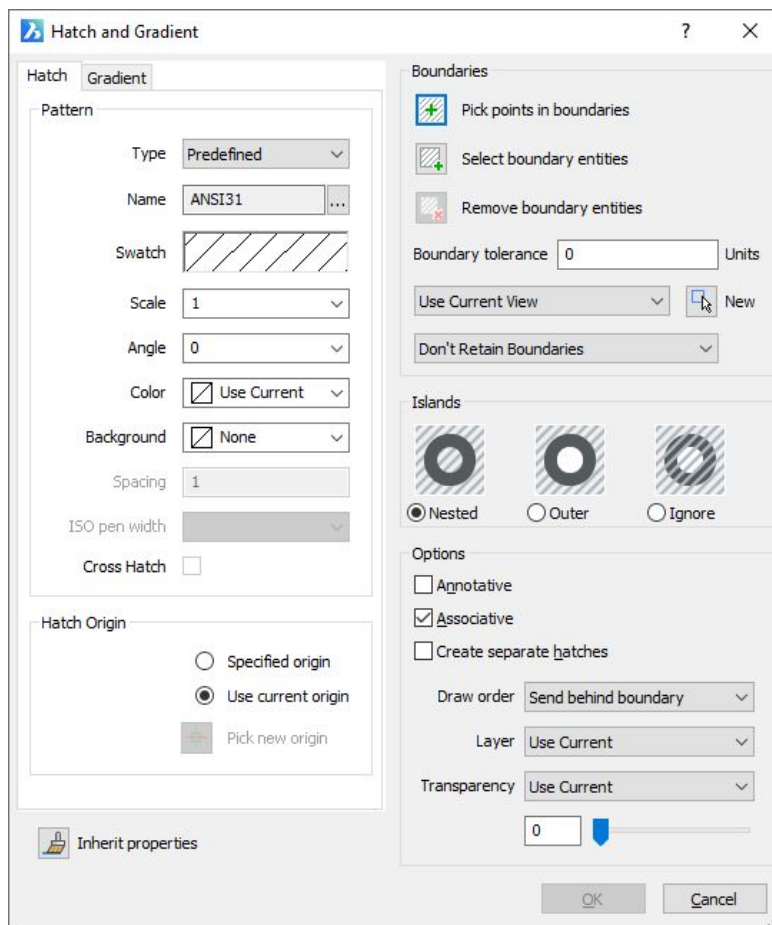 Hatch and Gradient
Hatch Gradient
Pattern
Type Predefined
Name ANSI31 ...
Swatch
Scale 1
Angle 0
Color Use Current
Background None
Spacing 1
ISO pen width
Cross Hatch
Hatch Origin
Specified origin
Use current origin
Pick new origin
Inherit properties
Boundaries
Pick points in boundaries
Select boundary entities
Remove boundary entities
Boundary tolerance 0 Units
Use Current View New
Don't Retain Boundaries
Islands
Nested Outer Ignore
Options
Annotative
Associative
Create separate hatches
Draw order Send behind boundary
Layer Use Current
Transparency Use Current
0
OK Cancel